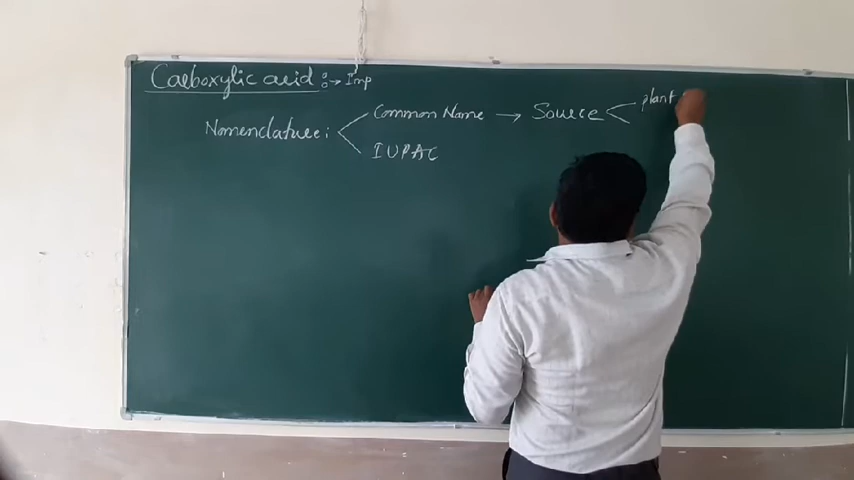 Carboxylic acid :→ Imp
Common Name → Source < plant
Nomenclature : <
IUPAC